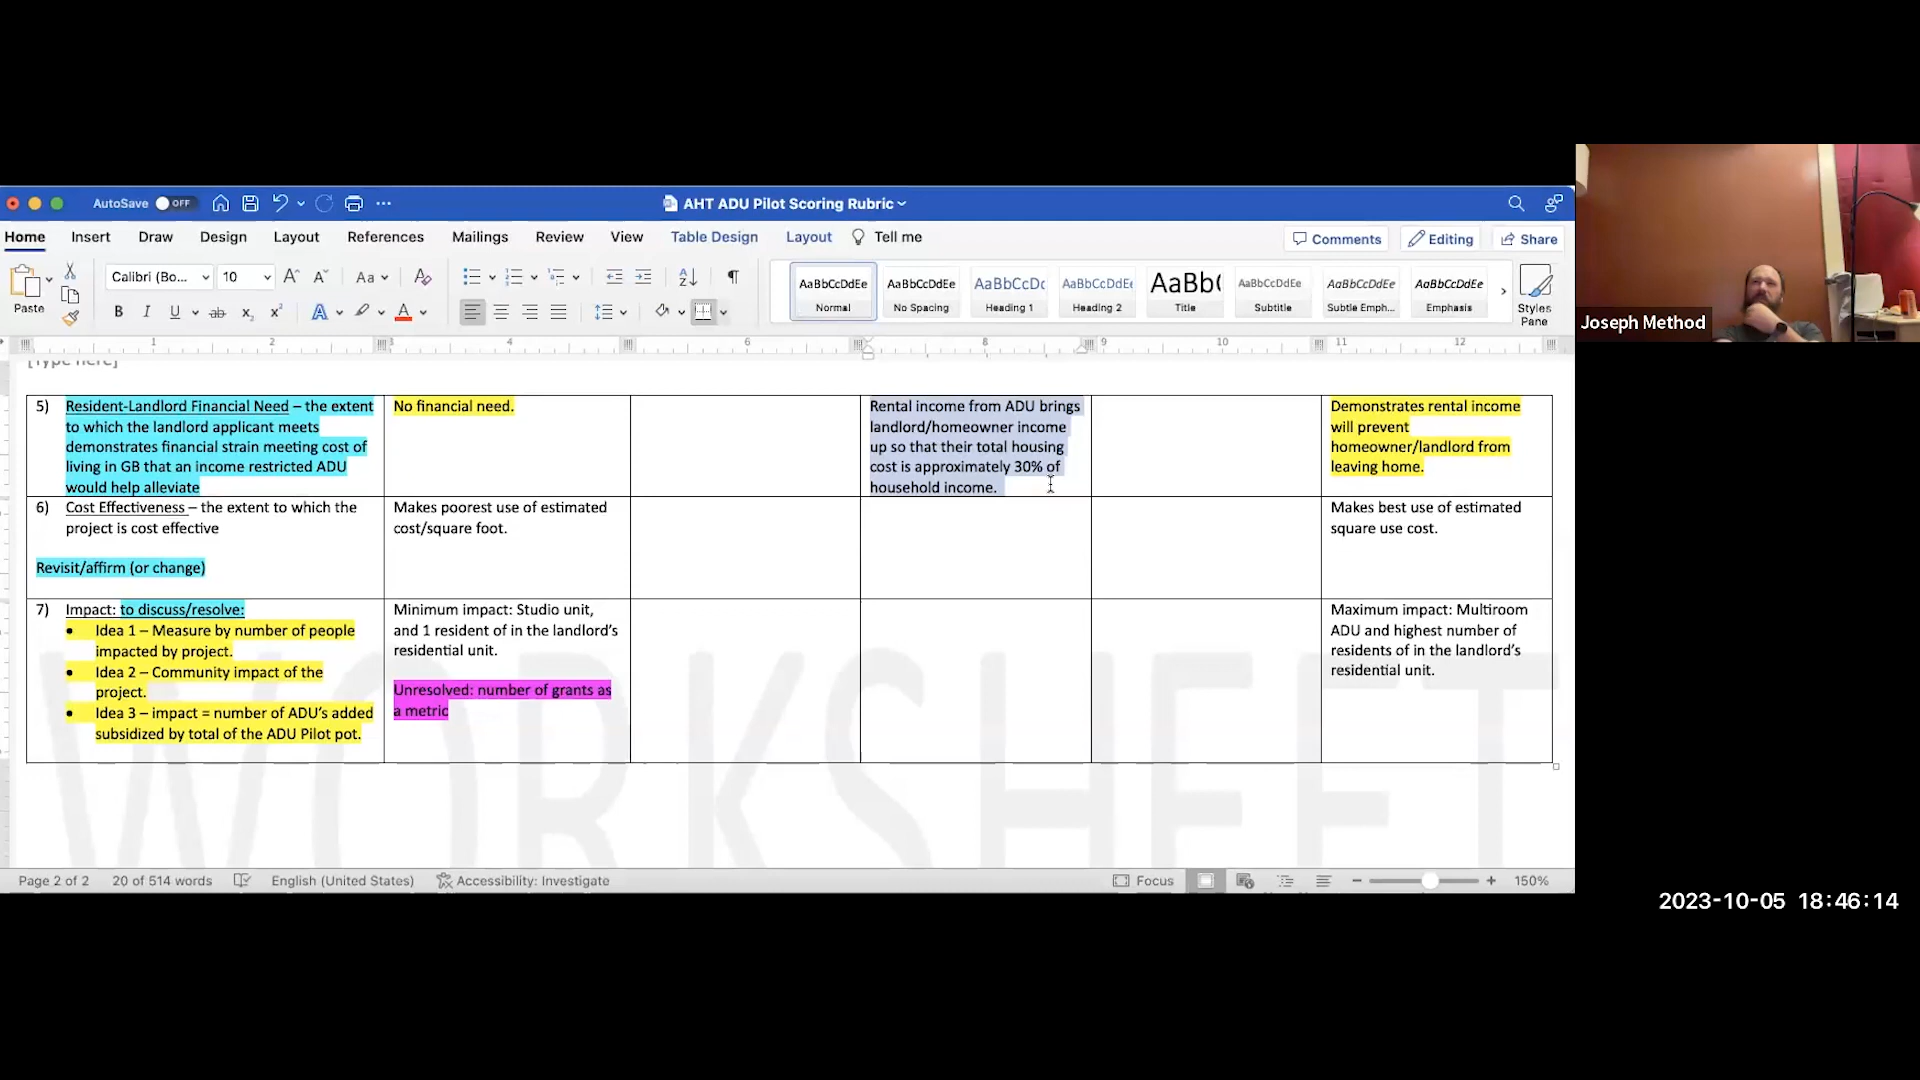 AutoSave OFF
AHT ADU Pilot Scoring Rubric
Home Insert Draw Design Layout References Mailings Review View Table Design Layout Tell me
Comments Editing Share
Paste
Calibri (Bo... 10
AaBbCcDdEe
Normal
AaBbCcDdEe
No Spacing
AaBbCcDc
Heading 1
AaBbCcDdEe
Heading 2
AaBb(
Title
AaBbCcDdEe
Subtitle
AaBbCcDdEe
Subtle Emph...
AaBbCcDdEe
Emphasis
Styles
Pane
1 2 3 4 6 8 9 10 11 12
[Type here]
5) Resident-Landlord Financial Need – the extent
to which the landlord applicant meets
demonstrates financial strain meeting cost of
living in GB that an income restricted ADU
would help alleviate
No financial need.
Rental income from ADU brings
landlord/homeowner income
up so that their total housing
cost is approximately 30% of
household income.
Demonstrates rental income
will prevent
homeowner/landlord from
leaving home.
6) Cost Effectiveness – the extent to which the
project is cost effective
Revisit/affirm (or change)
Makes poorest use of estimated
cost/square foot.
Makes best use of estimated
square use cost.
7) Impact: to discuss/resolve:
• Idea 1 – Measure by number of people
impacted by project.
• Idea 2 – Community impact of the
project.
• Idea 3 – impact = number of ADU's added
subsidized by total of the ADU Pilot pot.
Minimum impact: Studio unit,
and 1 resident of in the landlord's
residential unit.
Unresolved: number of grants as
a metric
Maximum impact: Multiroom
ADU and highest number of
residents of in the landlord's
residential unit.
WORKSHEET
Page 2 of 2 20 of 514 words English (United States) Accessibility: Investigate Focus 150%
Joseph Method
2023-10-05 18:46:14